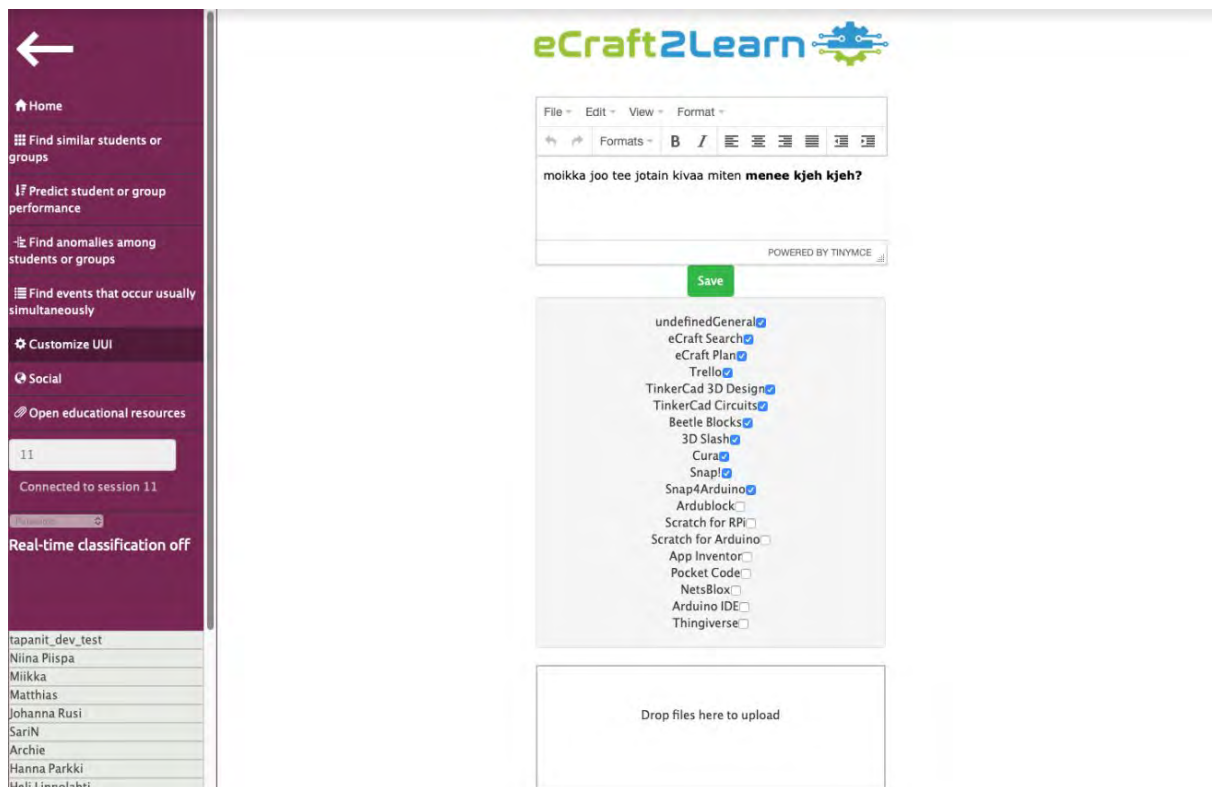 eCraft2Learn
Home
Find similar students or
groups
Predict student or group
performance
Find anomalies among
students or groups
Find events that occur usually
simultaneously
Customize UUI
Social
Open educational resources
11
Connected to session 11
Real-time classification off
tapanit_dev_test
Niina Piispa
Miikka
Matthias
Johanna Rusi
SariN
Archie
Hanna Parkki
File Edit View Format
Formats B I
moikka joo tee jotain kivaa miten menee kjeh kjeh?
POWERED BY TINYMCE
Save
undefinedGeneral
eCraft Search
eCraft Plan
Trello
TinkerCad 3D Design
TinkerCad Circuits
Beetle Blocks
3D Slash
Cura
Snap!
Snap4Arduino
Ardublock
Scratch for RPi
Scratch for Arduino
App Inventor
Pocket Code
NetsBlox
Arduino IDE
Thingiverse
Drop files here to upload